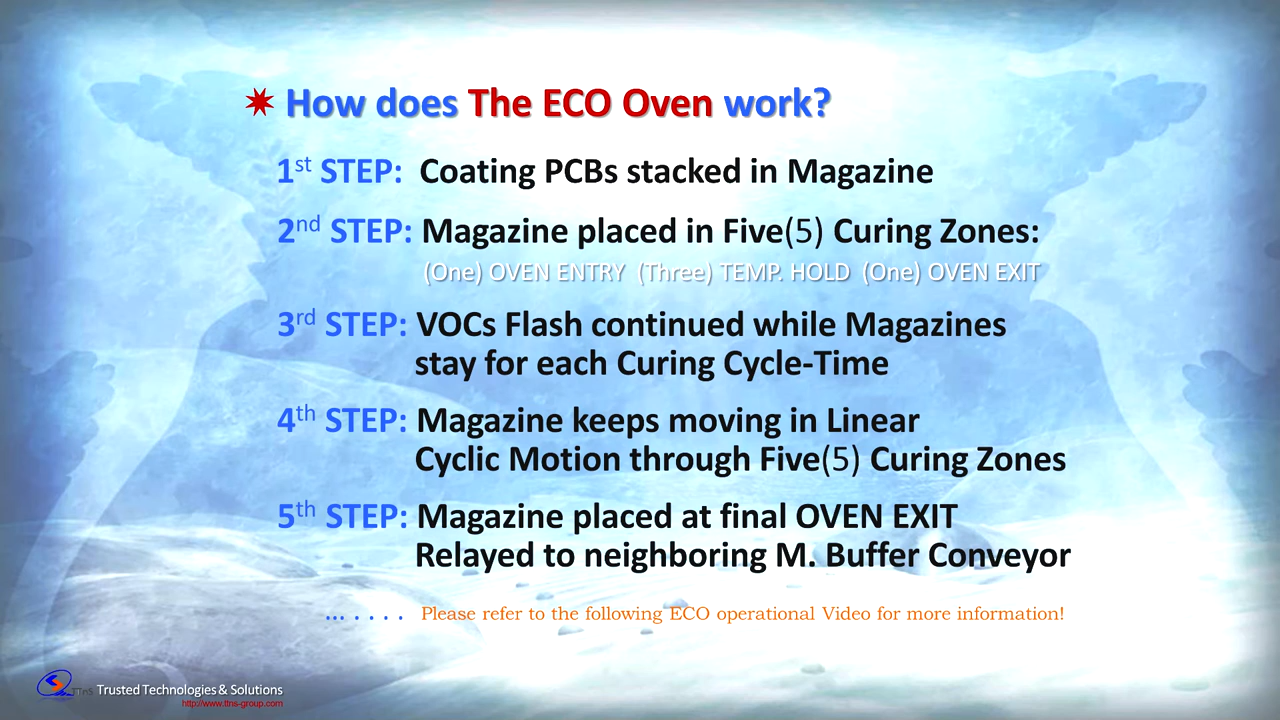 ✷ How does The ECO Oven work?
1st STEP: Coating PCBs stacked in Magazine
2nd STEP: Magazine placed in Five(5) Curing Zones:
(One) OVEN ENTRY (Three) TEMP. HOLD (One) OVEN EXIT
3rd STEP: VOCs Flash continued while Magazines
stay for each Curing Cycle-Time
4th STEP: Magazine keeps moving in Linear
Cyclic Motion through Five(5) Curing Zones
5th STEP: Magazine placed at final OVEN EXIT
Relayed to neighboring M. Buffer Conveyor
... . . . . Please refer to the following ECO operational Video for more information!
TTnS Trusted Technologies & Solutions
http://www.ttns-group.com